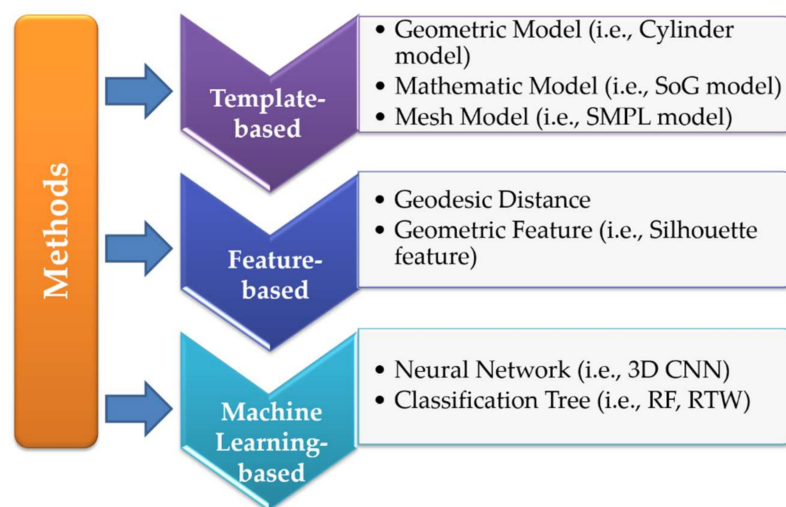 Methods
Template-
based
• Geometric Model (i.e., Cylinder
model)
• Mathematic Model (i.e., SoG model)
• Mesh Model (i.e., SMPL model)
Feature-
based
• Geodesic Distance
• Geometric Feature (i.e., Silhouette
feature)
Machine
Learning-
based
• Neural Network (i.e., 3D CNN)
• Classification Tree (i.e., RF, RTW)